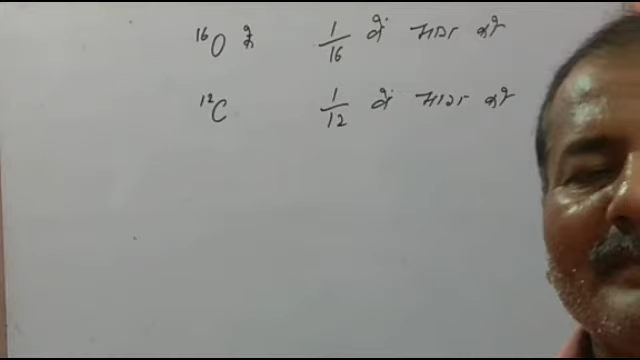 ¹⁶O के 1/16 वें भाग को
¹²C 1/12 वें भाग को